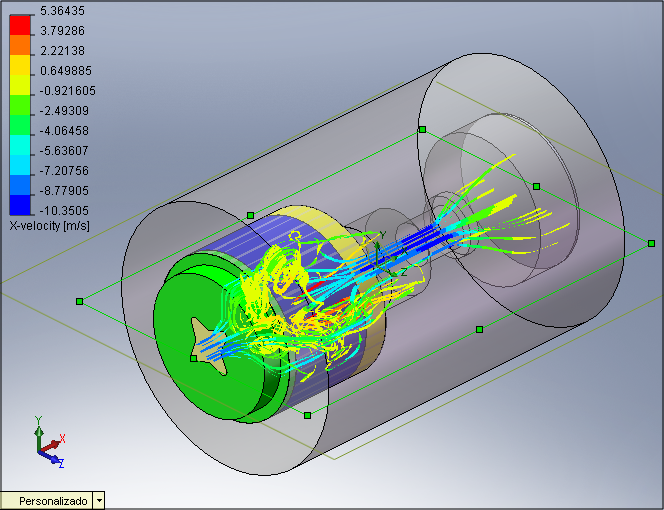 5.36435
3.79286
2.22138
0.649885
-0.921605
-2.49309
-4.06458
-5.63607
-7.20756
-8.77905
-10.3505
X-velocity [m/s]
Y
Z
Y
X
Z
Personalizado